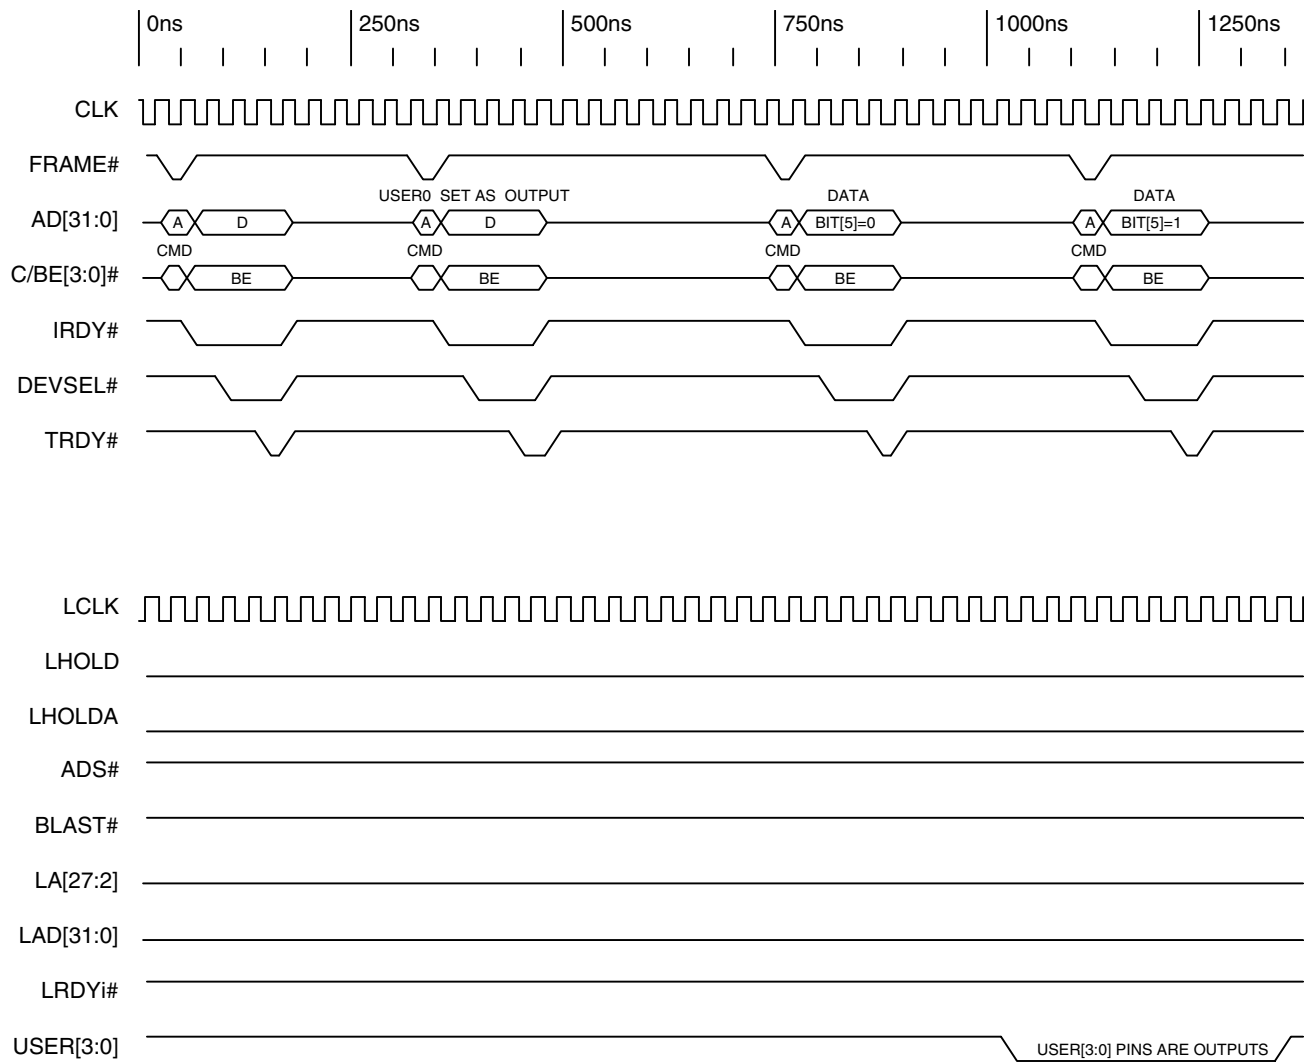 0ns 250ns 500ns 750ns 1000ns 1250ns
CLK
FRAME#
USER0 SET AS OUTPUT DATA DATA
AD[31:0] A D A D A BIT[5]=0 A BIT[5]=1
CMD CMD CMD CMD
C/BE[3:0]# BE BE BE BE
IRDY#
DEVSEL#
TRDY#
LCLK
LHOLD
LHOLDA
ADS#
BLAST#
LA[27:2]
LAD[31:0]
LRDYi#
USER[3:0] USER[3:0] PINS ARE OUTPUTS